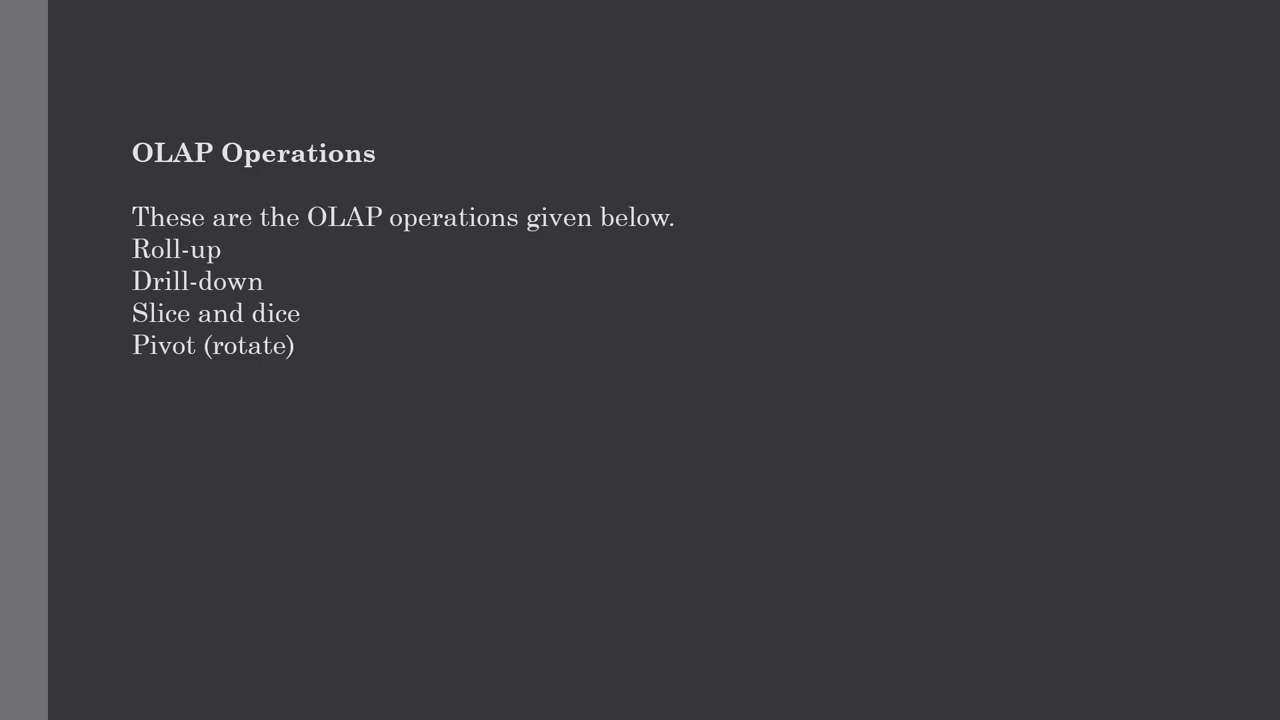 OLAP Operations
These are the OLAP operations given below.
Roll-up
Drill-down
Slice and dice
Pivot (rotate)